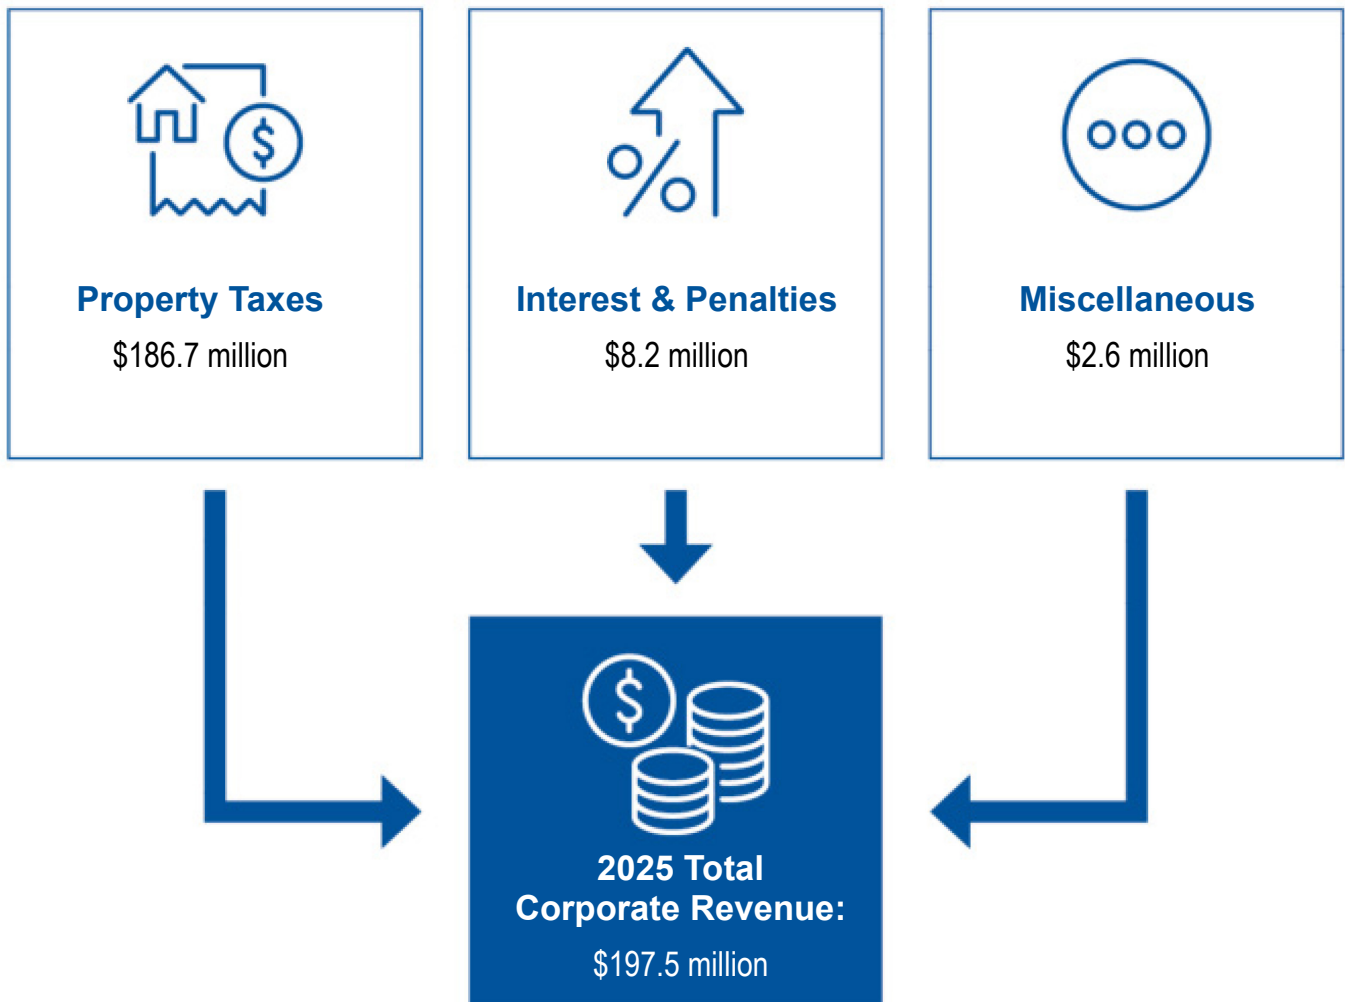 Property Taxes
$186.7 million
Interest & Penalties
$8.2 million
Miscellaneous
$2.6 million
2025 Total
Corporate Revenue:
$197.5 million